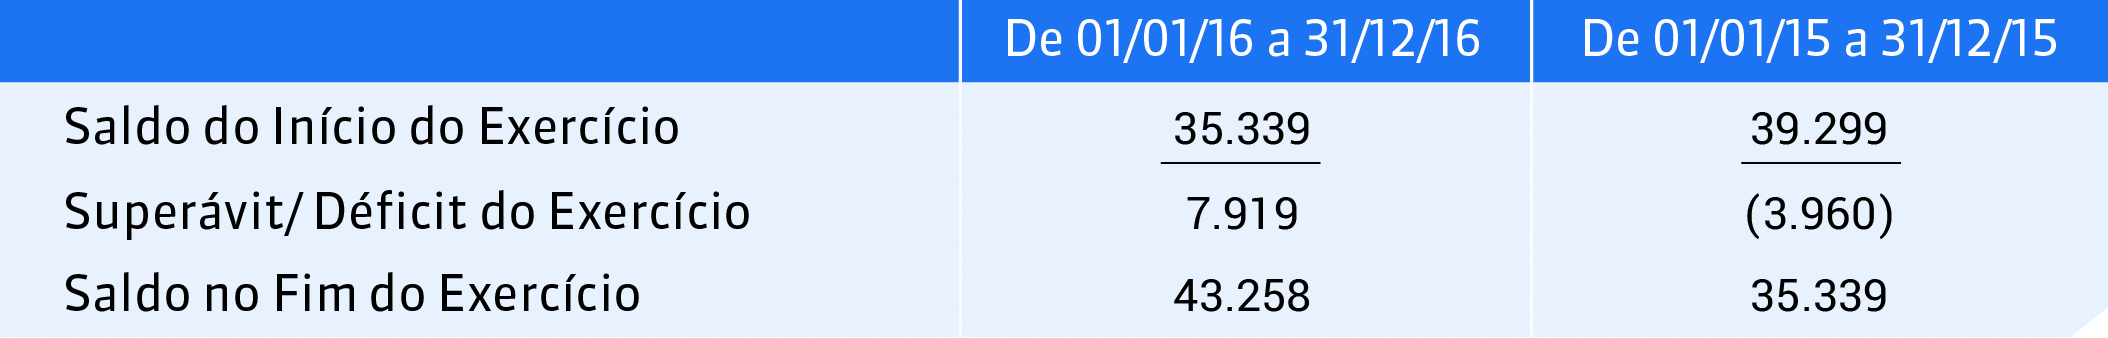 De 01/01/16 a 31/12/16 De 01/01/15 a 31/12/15
Saldo do Início do Exercício 35.339 39.299
Superávit/ Déficit do Exercício 7.919 (3.960)
Saldo no Fim do Exercício 43.258 35.339